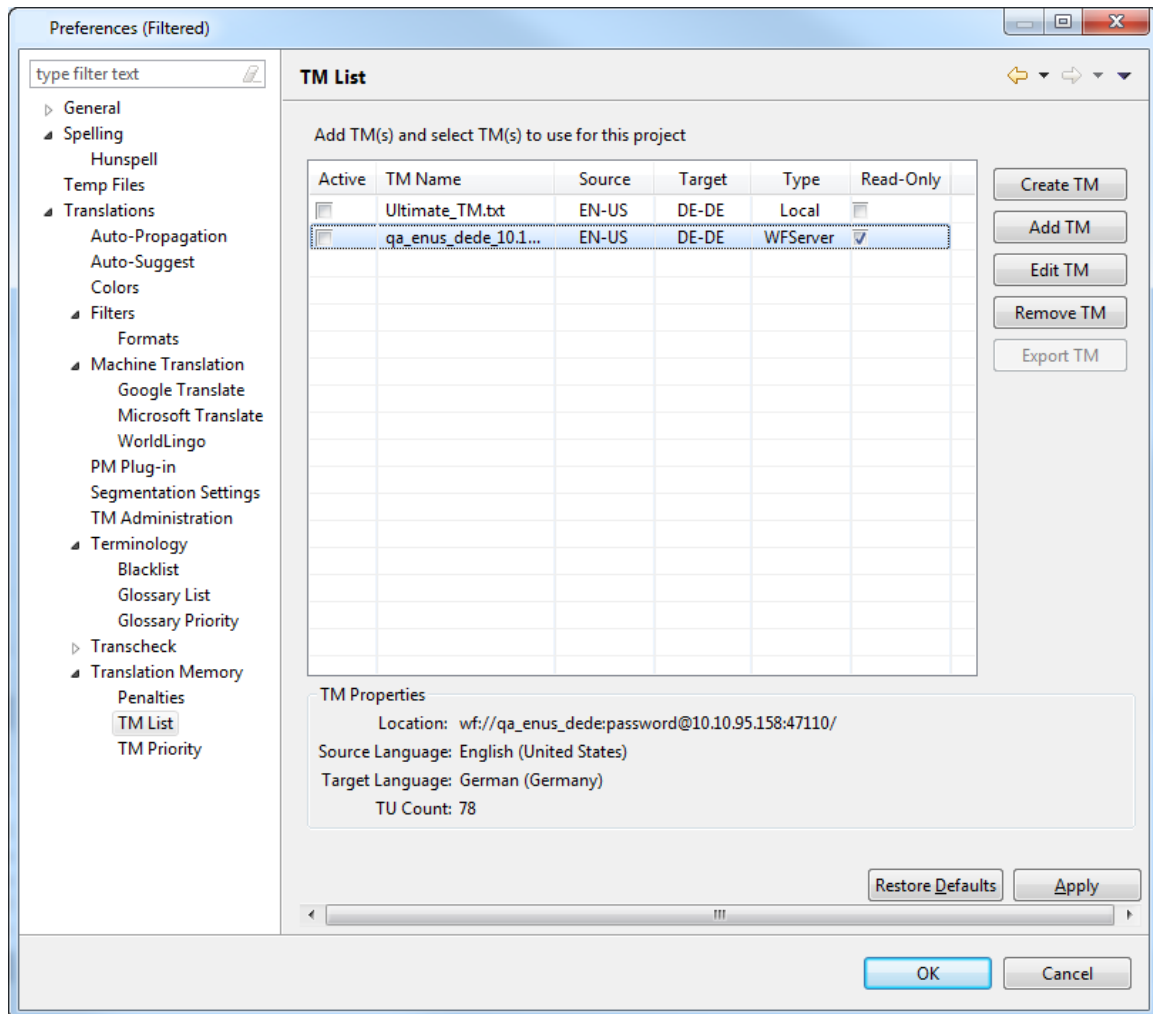 Preferences (Filtered)
type filter text
General
Spelling
Hunspell
Temp Files
Translations
Auto-Propagation
Auto-Suggest
Colors
Filters
Formats
Machine Translation
Google Translate
Microsoft Translate
WorldLingo
PM Plug-in
Segmentation Settings
TM Administration
Terminology
Blacklist
Glossary List
Glossary Priority
Transcheck
Translation Memory
Penalties
TM List
TM Priority
TM List
Add TM(s) and select TM(s) to use for this project
Active TM Name Source Target Type Read-Only
Ultimate_TM.txt EN-US DE-DE Local
qa_enus_dede_10.1... EN-US DE-DE WFServer
Create TM
Add TM
Edit TM
Remove TM
Export TM
TM Properties
Location: wf://qa_enus_dede:password@10.10.95.158:47110/
Source Language: English (United States)
Target Language: German (Germany)
TU Count: 78
Restore Defaults Apply
OK Cancel